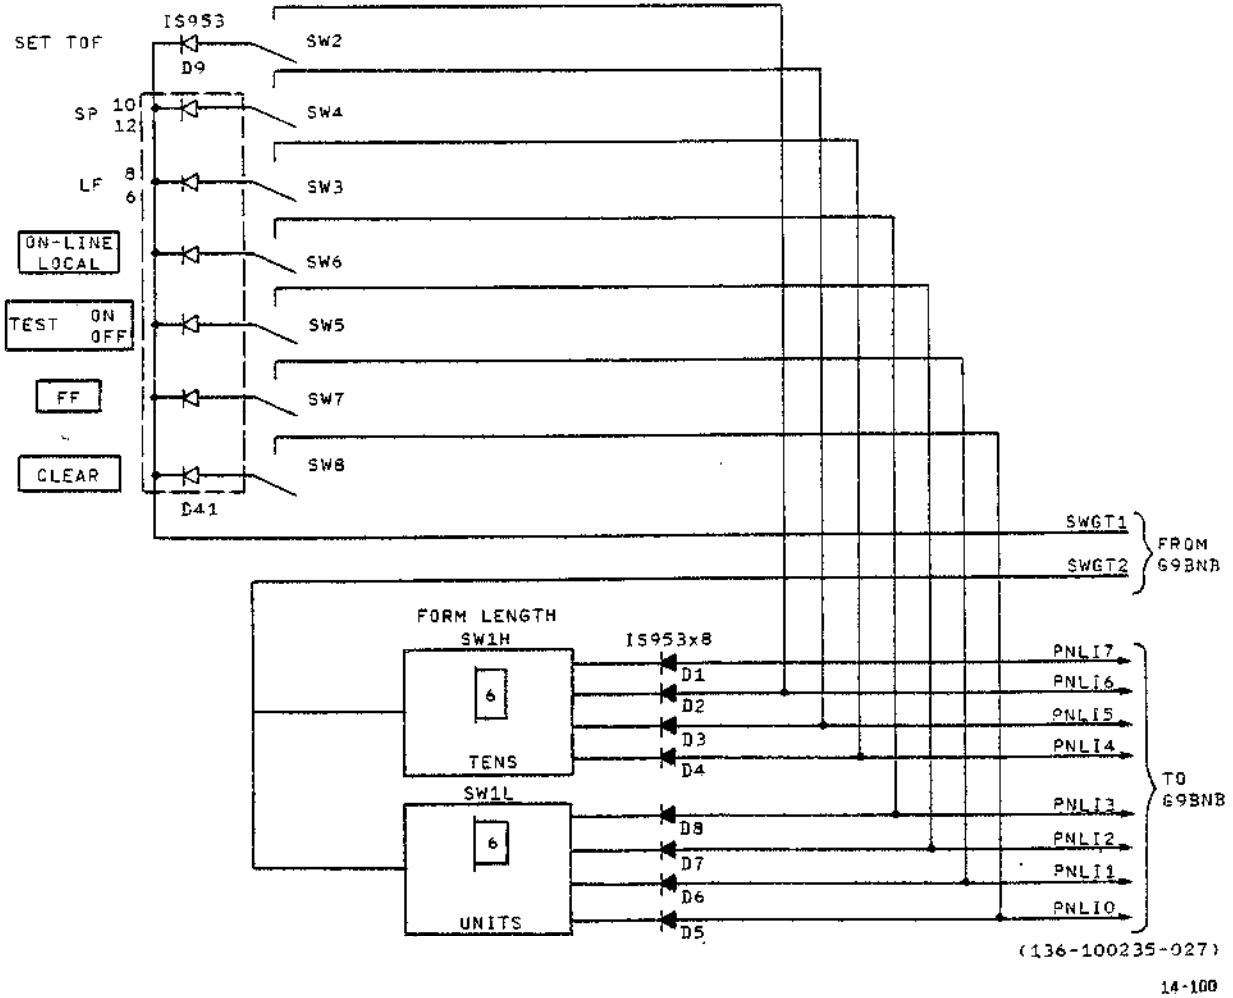 IS953
SET TOF
SW2
D9
SP 10
12
SW4
LF 8
6
SW3
ON-LINE
LOCAL
SW6
TEST ON
OFF
SW5
FF
SW7
CLEAR
SW8
D41
SWGT1
SWGT2
FROM
G9BNB
FORM LENGTH
SW1H
IS953x8
6
TENS
D1
D2
D3
D4
PNLI7
PNLI6
PNLI5
PNLI4
SW1L
6
UNITS
D8
D7
D6
D5
PNLI3
PNLI2
PNLI1
PNLI0
TO
G9BNB
(136-100235-027)
14-100